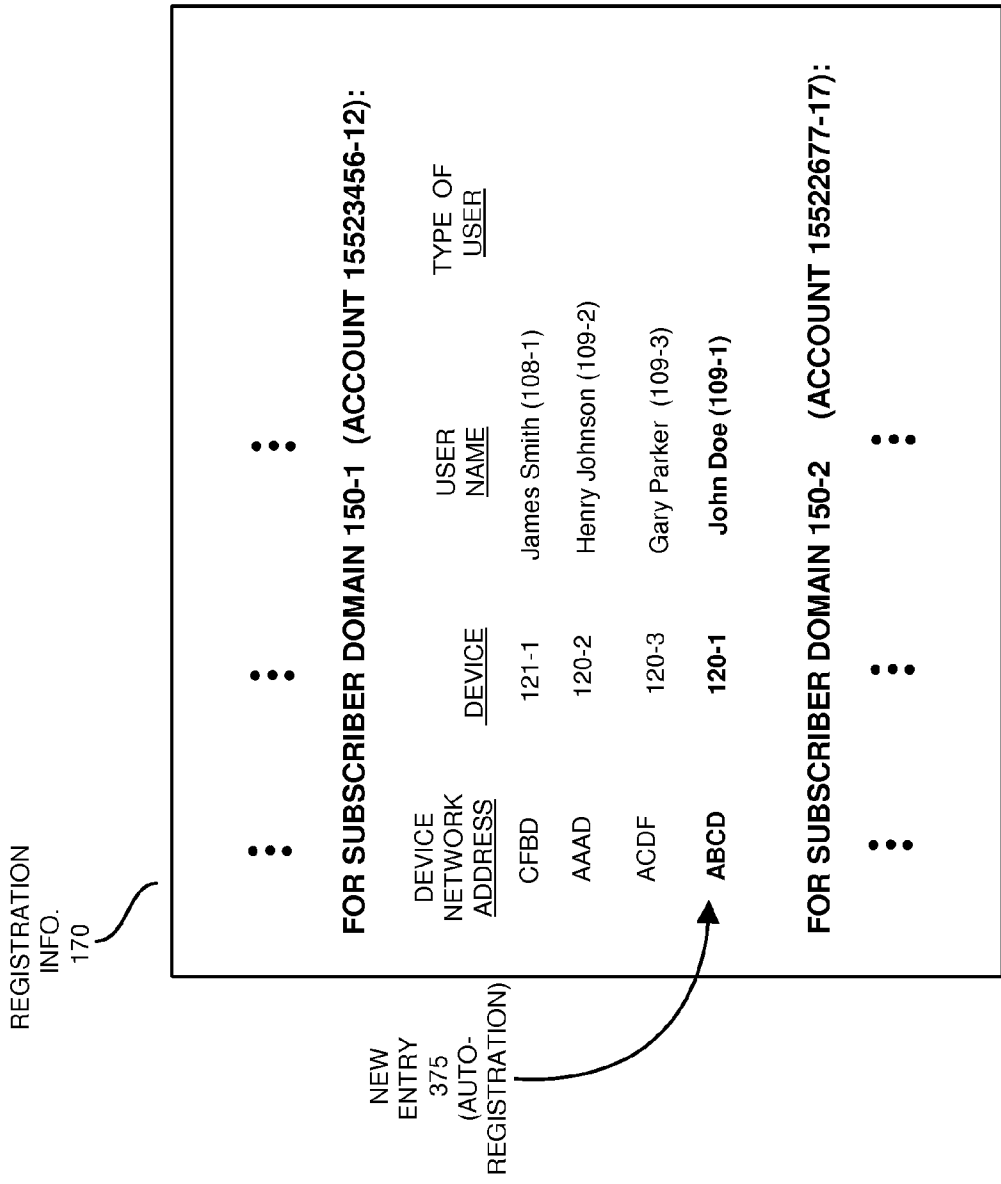 REGISTRATION
INFO.
170
NEW
ENTRY
375
(AUTO-
REGISTRATION)
••• ••• •••
FOR SUBSCRIBER DOMAIN 150-1 (ACCOUNT 15523456-12):
DEVICE
NETWORK
ADDRESS
DEVICE
USER
NAME
TYPE OF
USER
CFBD 121-1 James Smith (108-1)
AAAD 120-2 Henry Johnson (109-2)
ACDF 120-3 Gary Parker (109-3)
ABCD 120-1 John Doe (109-1)
FOR SUBSCRIBER DOMAIN 150-2 (ACCOUNT 15522677-17):
••• ••• •••